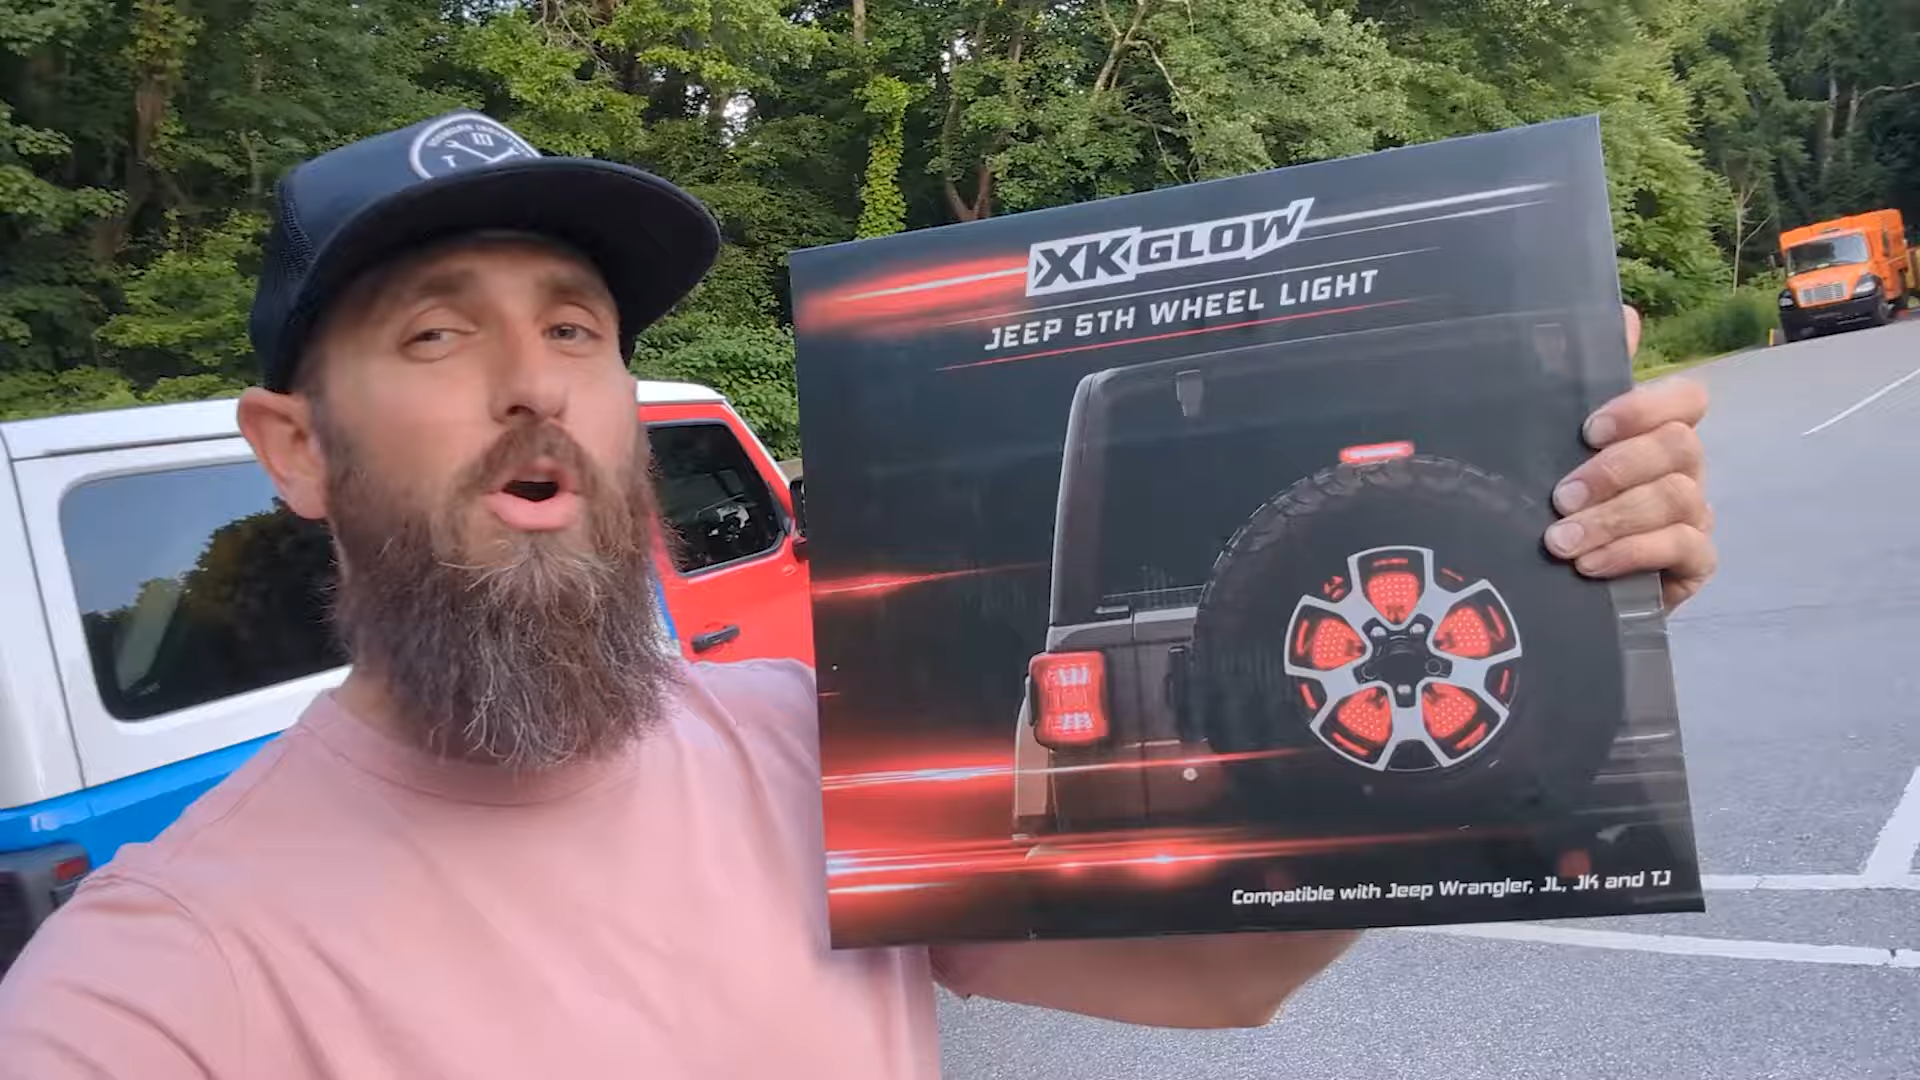 XKGLOW
JEEP 5TH WHEEL LIGHT
Compatible with Jeep Wrangler, JL, JK and TJ